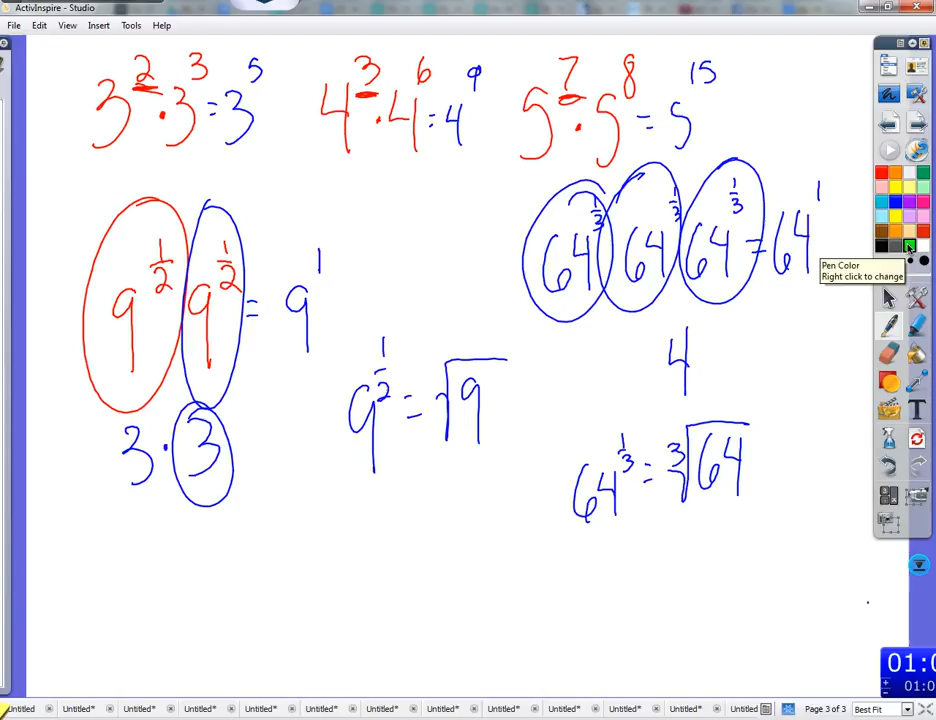 ActivInspire - Studio
File Edit View Insert Tools Help
3^2 · 3^3 = 3^5
4^3 · 4^6 = 4^9
5^7 · 5^8 = 5^15
9^1/2 9^1/2 = 9^1
64^1/3 64^1/3 64^1/3 = 64^1
Pen Color
Right click to change
4
9^1/2 = √9
3 · 3
64^1/3 = ³√64
01:0
01:0
Untitled Untitled* Untitled* Untitled* Untitled* Untitled* Untitled* Untitled* Untitled* Untitled* Untitled* Untitled Page 3 of 3 Best Fit